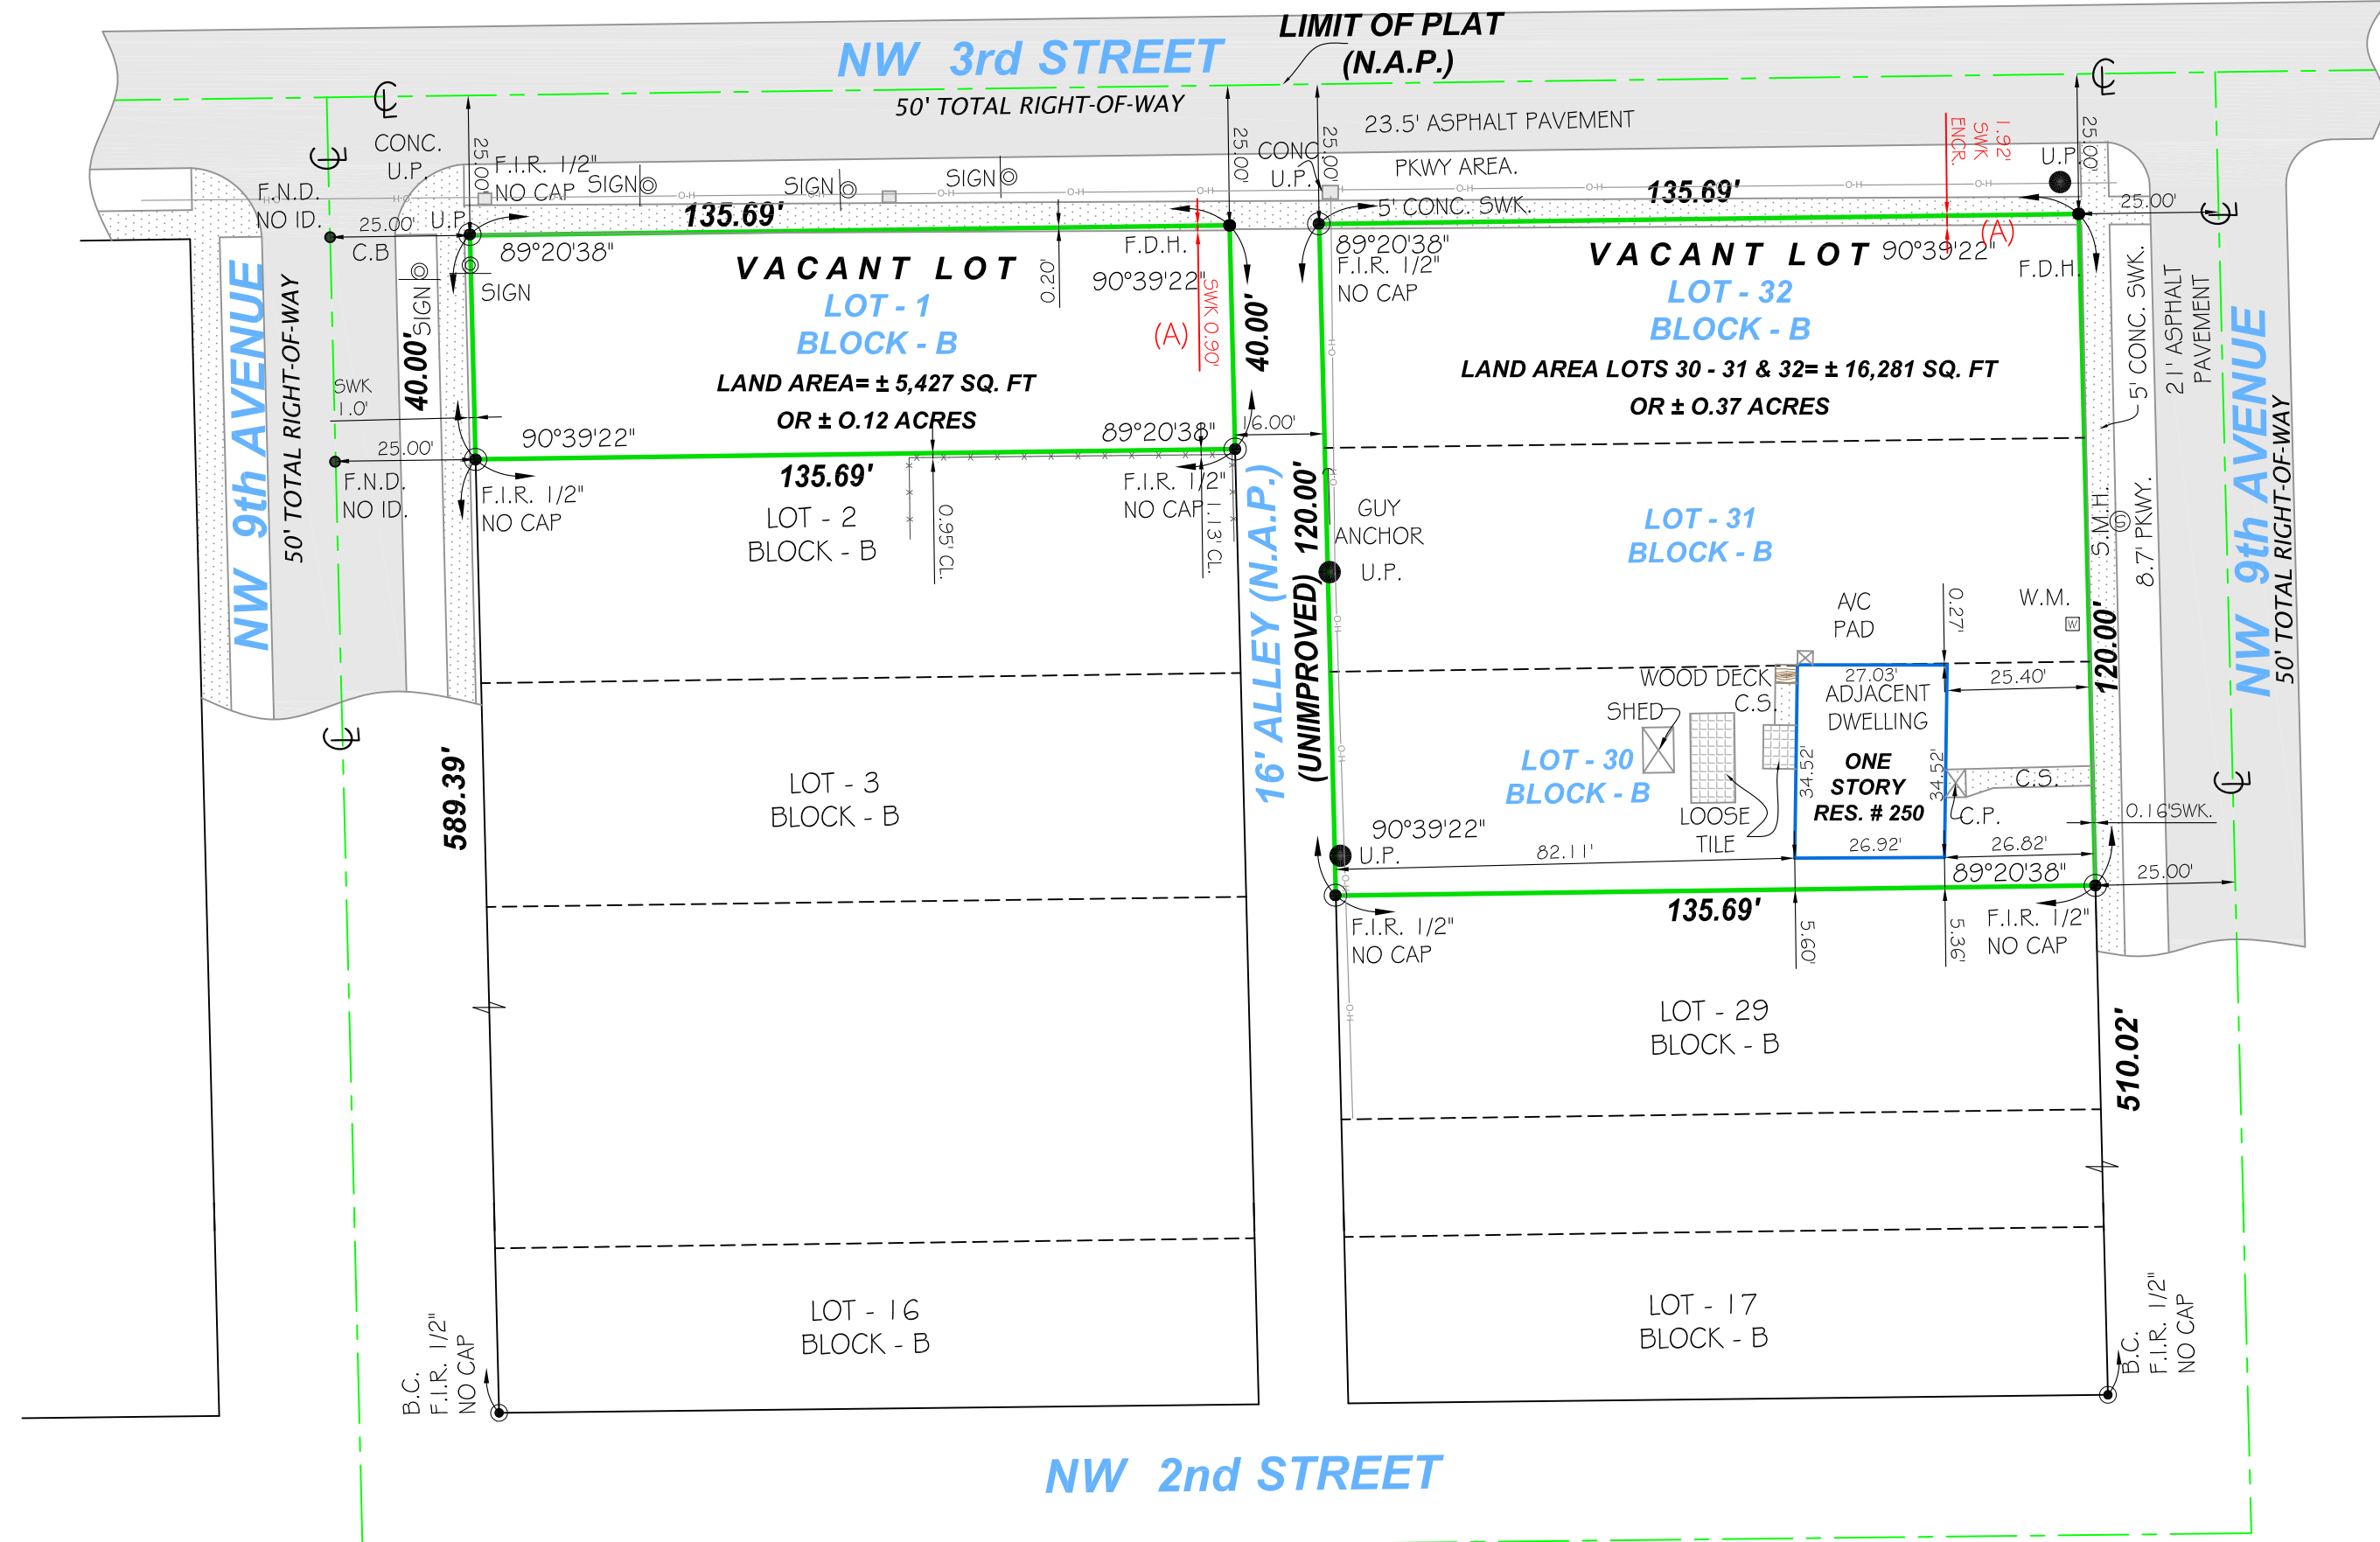 LIMIT OF PLAT
(N.A.P.)
NW 3rd STREET
50' TOTAL RIGHT-OF-WAY
23.5' ASPHALT PAVEMENT
CONC.
U.P.
25.00'
F.I.R. 1/2"
NO CAP
SIGN
SIGN
SIGN
25.00'
CONC.
U.P.
25.00'
PKWY AREA.
1.92'
SWK
ENCR.
U.P.
25.00'
F.N.D.
NO ID.
25.00'
U.P.
C.B
135.69'
5' CONC. SWK.
135.69'
25.00'
O-H
89°20'38"
F.D.H.
90°39'22"
0.20'
SIGN
SIGN
VACANT LOT
LOT - 1
BLOCK - B
LAND AREA= ± 5,427 SQ. FT
OR ± 0.12 ACRES
(A)
SWK 0.90'
40.00'
40.00'
89°20'38"
F.I.R. 1/2"
NO CAP
VACANT LOT
90°39'22"
(A)
F.D.H.
LOT - 32
BLOCK - B
LAND AREA LOTS 30 - 31 & 32= ± 16,281 SQ. FT
OR ± 0.37 ACRES
5' CONC. SWK.
21' ASPHALT
PAVEMENT
NW 9th AVENUE
50' TOTAL RIGHT-OF-WAY
NW 9th AVENUE
50' TOTAL RIGHT-OF-WAY
SWK
1.0'
25.00'
90°39'22"
89°20'38"
16.00'
135.69'
F.N.D.
NO ID.
F.I.R. 1/2"
NO CAP
F.I.R. 1/2"
NO CAP
0.95' CL.
1.13' CL.
LOT - 2
BLOCK - B
16' ALLEY (N.A.P.)
(UNIMPROVED)
120.00'
GUY
ANCHOR
U.P.
LOT - 31
BLOCK - B
S.M.H.
S
8.7' PKWY.
A/C
PAD
0.27'
W.M.
W
120.00'
WOOD DECK
C.S.
27.03'
25.40'
SHED
ADJACENT
DWELLING
ONE
STORY
RES. # 250
34.52'
34.52'
LOT - 30
BLOCK - B
LOOSE
TILE
C.S.
C.P.
0.16'SWK.
90°39'22"
U.P.
82.11'
26.92'
26.82'
89°20'38"
25.00'
135.69'
F.I.R. 1/2"
NO CAP
5.60'
5.36'
F.I.R. 1/2"
NO CAP
589.39'
LOT - 3
BLOCK - B
LOT - 29
BLOCK - B
510.02'
LOT - 16
BLOCK - B
LOT - 17
BLOCK - B
B.C.
F.I.R. 1/2"
NO CAP
B.C.
F.I.R. 1/2"
NO CAP
NW 2nd STREET